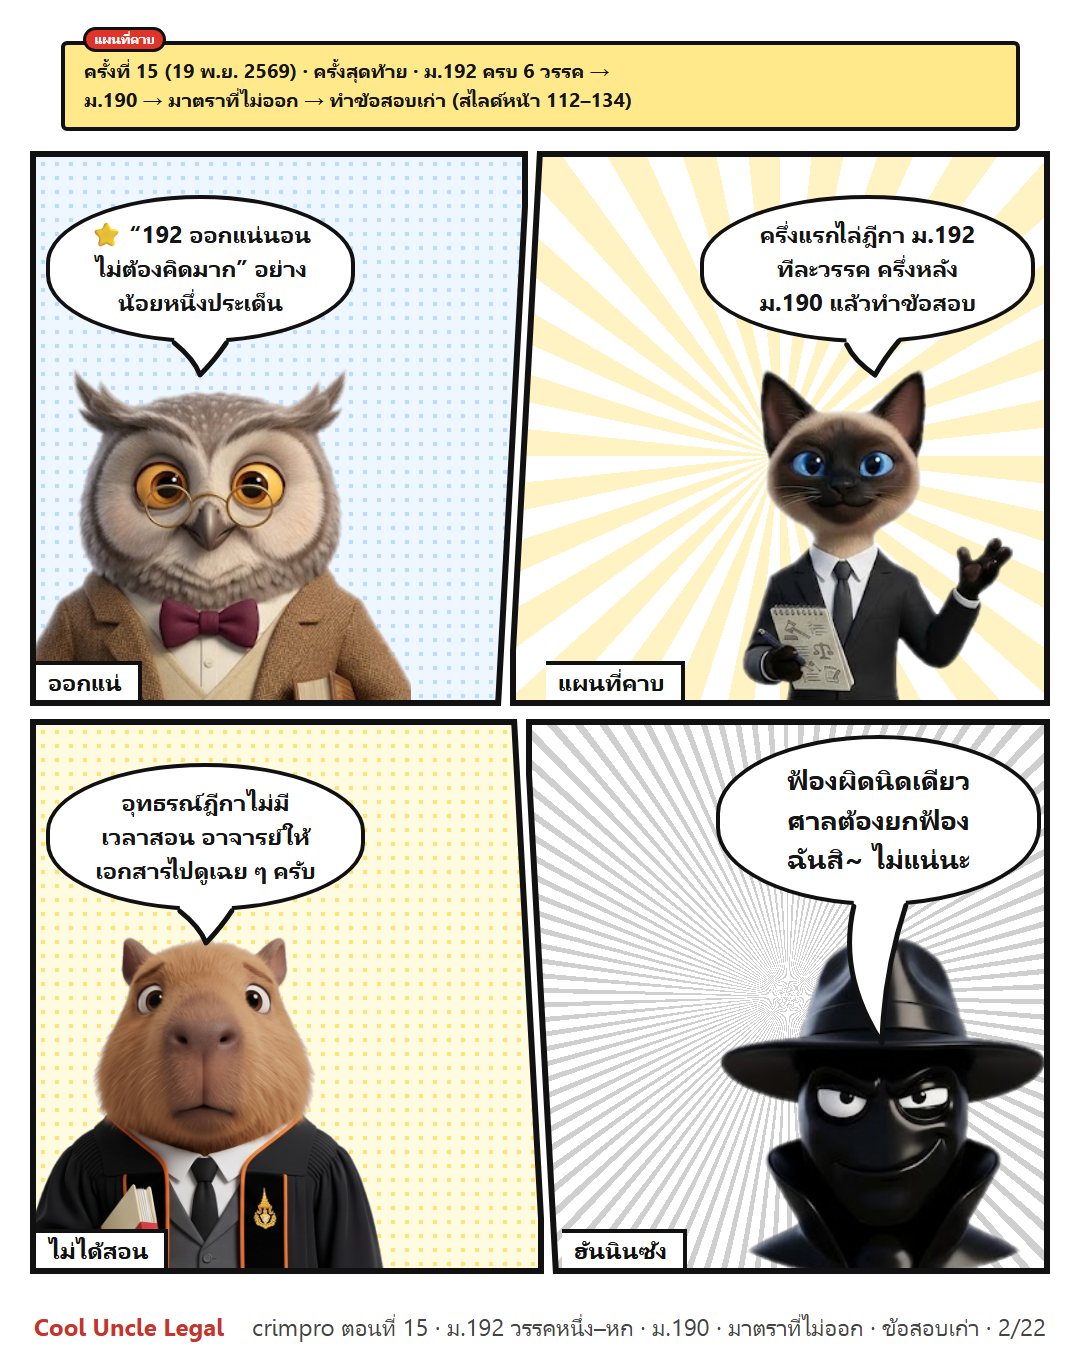 แผนที่คาบ
ครั้งที่ 15 (19 พ.ย. 2569) · ครั้งสุดท้าย · ม.192 ครบ 6 วรรค →
ม.190 → มาตราที่ไม่ออก → ทำข้อสอบเก่า (สไลด์หน้า 112–134)
⭐ “192 ออกแน่นอน
ไม่ต้องคิดมาก” อย่าง
น้อยหนึ่งประเด็น
ออกแน่
ครึ่งแรกไล่ฎีกา ม.192
ทีละวรรค ครึ่งหลัง
ม.190 แล้วทำข้อสอบ
แผนที่คาบ
อุทธรณ์ฎีกาไม่มี
เวลาสอน อาจารย์ให้
เอกสารไปดูเฉย ๆ ครับ
ไม่ได้สอน
ฟ้องผิดนิดเดียว
ศาลต้องยกฟ้อง
ฉันสิ~ ไม่แน่นะ
ฮันนินซัง
Cool Uncle Legal
crimpro ตอนที่ 15 · ม.192 วรรคหนึ่ง–หก · ม.190 · มาตราที่ไม่ออก · ข้อสอบเก่า · 2/22